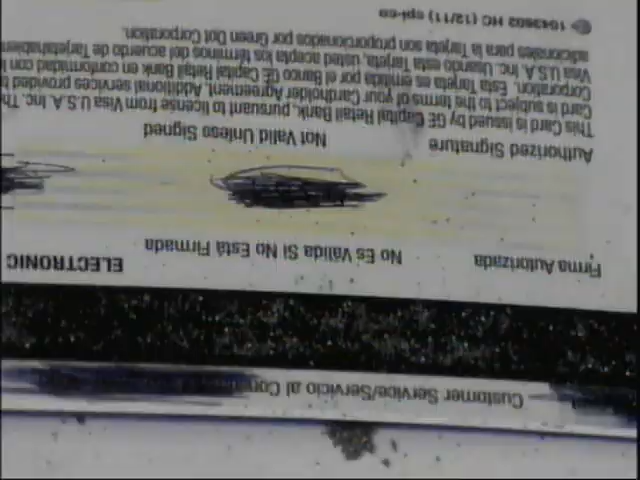 Customer Service/Servicio al Con
ELECTRONIC
Firma Autorizada No Es Válida Si No Está Firmada
Authorized Signature Not Valid Unless Signed
This Card is issued by GE Capital Retail Bank, pursuant to license from Visa U.S.A. Inc. Th
Card is subject to the terms of your Cardholder Agreement. Additional services provided b
Corporation. Esta Tarjeta es emitida por el Banco GE Capital Retail Bank en conformidad con l
Visa U.S.A. Inc. Usando esta Tarjeta, usted acepta los términos del acuerdo de Tarjetahabien
adicionales para la Tarjeta son proporcionados por Green Dot Corporation.
1043602 HC (12/11) cpi-co